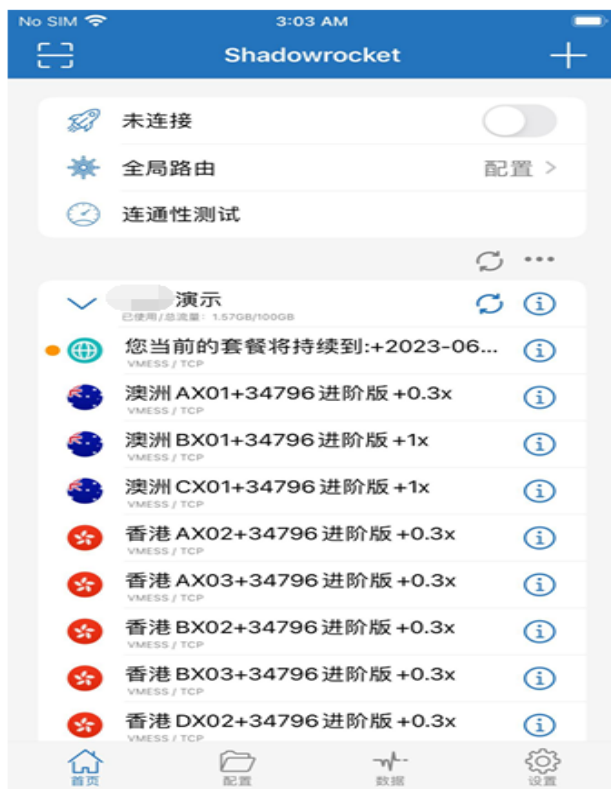 No SIM 3:03 AM
Shadowrocket
未连接
全局路由 配置 >
连通性测试
演示
已使用/总流量: 1.57GB/100GB
您当前的套餐将持续到:+2023-06...
VMESS / TCP
澳洲 AX01+34796 进阶版 +0.3x
VMESS / TCP
澳洲 BX01+34796 进阶版 +1x
VMESS / TCP
澳洲 CX01+34796 进阶版 +1x
VMESS / TCP
香港 AX02+34796 进阶版 +0.3x
VMESS / TCP
香港 AX03+34796 进阶版 +0.3x
VMESS / TCP
香港 BX02+34796 进阶版 +0.3x
VMESS / TCP
香港 BX03+34796 进阶版 +0.3x
VMESS / TCP
香港 DX02+34796 进阶版 +0.3x
VMESS / TCP
首页 配置 数据 设置